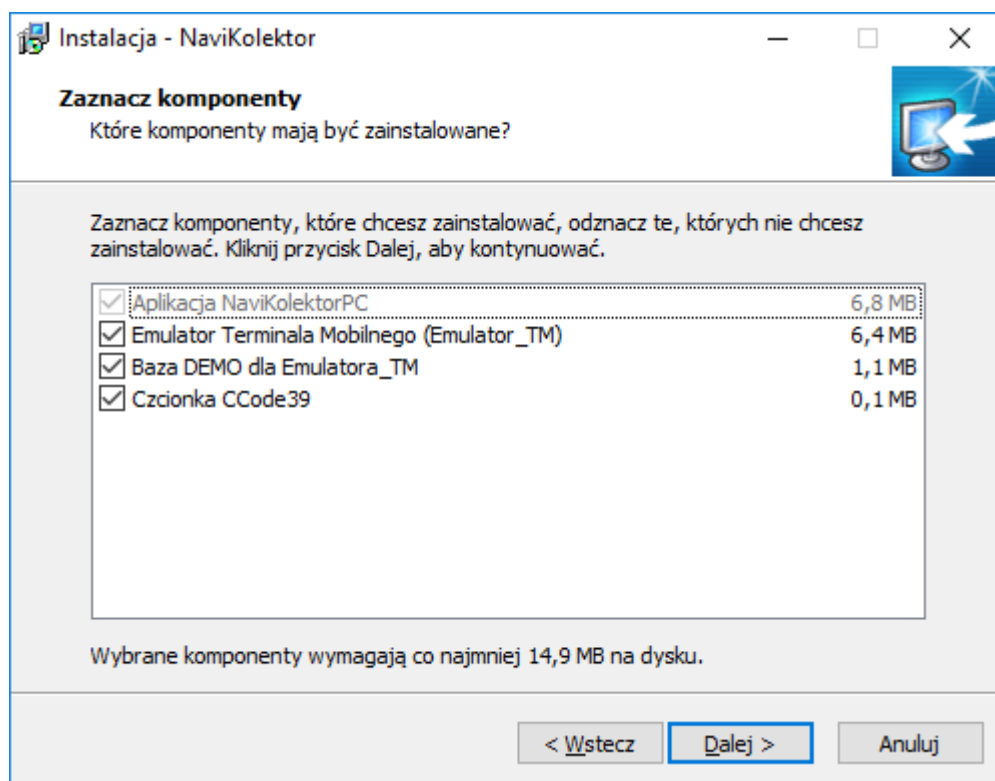 Instalacja - NaviKolektor
Zaznacz komponenty
Które komponenty mają być zainstalowane?
Zaznacz komponenty, które chcesz zainstalować, odznacz te, których nie chcesz
zainstalować. Kliknij przycisk Dalej, aby kontynuować.
Aplikacja NaviKolektorPC 6,8 MB
Emulator Terminala Mobilnego (Emulator_TM) 6,4 MB
Baza DEMO dla Emulatora_TM 1,1 MB
Czcionka CCode39 0,1 MB
Wybrane komponenty wymagają co najmniej 14,9 MB na dysku.
< Wstecz Dalej > Anuluj